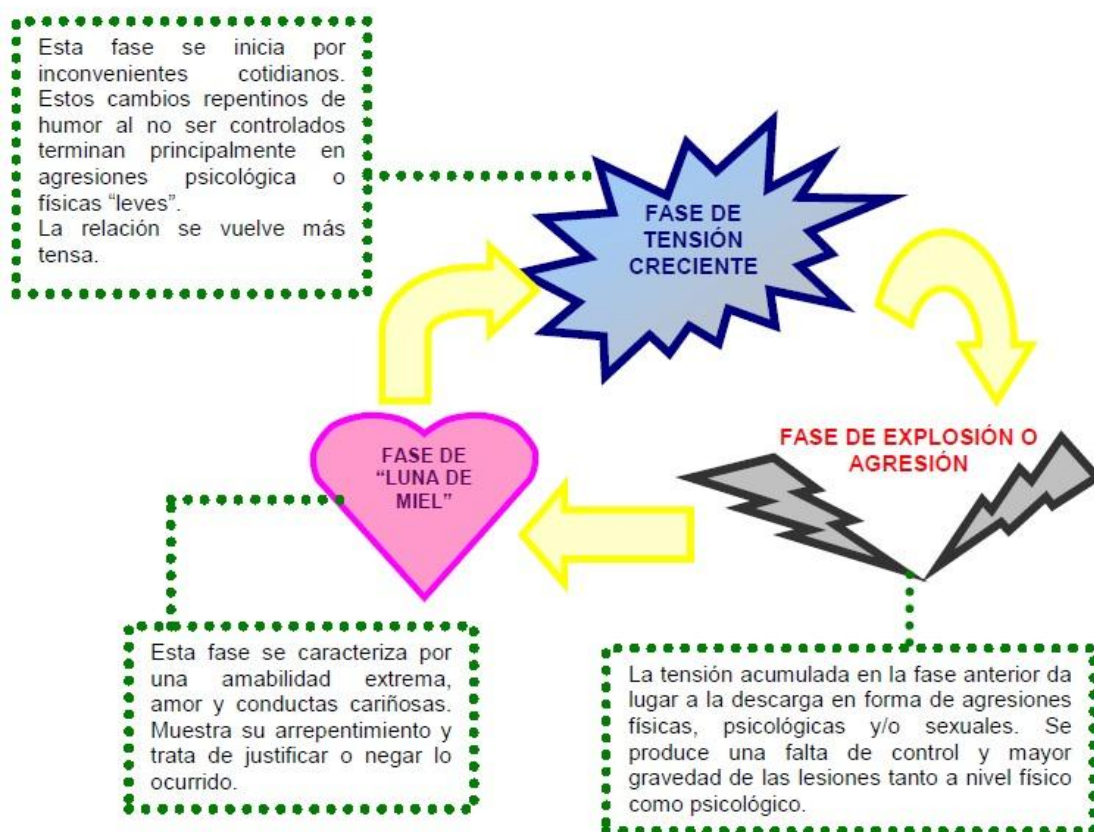 Esta fase se inicia por
inconvenientes cotidianos.
Estos cambios repentinos de
humor al no ser controlados
terminan principalmente en
agresiones psicológica o
físicas “leves”.
La relación se vuelve más
tensa.
FASE DE
TENSIÓN
CRECIENTE
FASE DE EXPLOSIÓN O
AGRESIÓN
FASE DE
“LUNA DE
MIEL”
Esta fase se caracteriza por
una amabilidad extrema,
amor y conductas cariñosas.
Muestra su arrepentimiento y
trata de justificar o negar lo
ocurrido.
La tensión acumulada en la fase anterior da
lugar a la descarga en forma de agresiones
físicas, psicológicas y/o sexuales. Se
produce una falta de control y mayor
gravedad de las lesiones tanto a nivel físico
como psicológico.